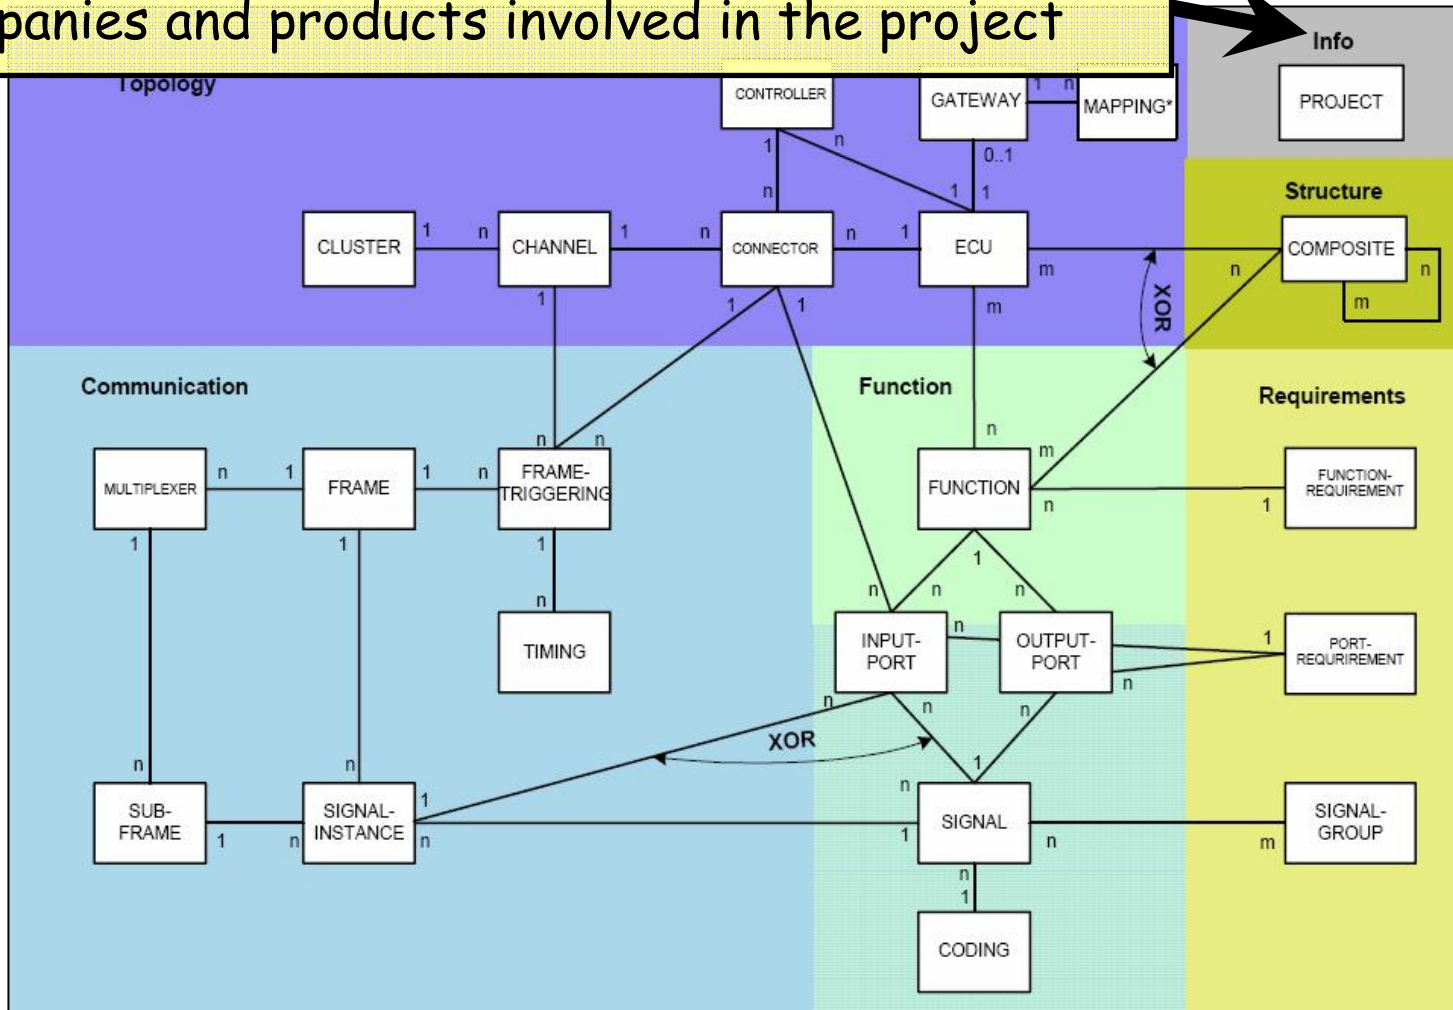 panies and products involved in the project
Info
PROJECT
Topology
CONTROLLER
GATEWAY
1 n
MAPPING*
1
n
0..1
n
1
1
Structure
CLUSTER
1
n
CHANNEL
1
n
CONNECTOR
n
1
ECU
m
n
COMPOSITE
n
m
XOR
1
1
1
m
Communication
Function
Requirements
n
n
n
m
MULTIPLEXER
n
1
FRAME
1
n
FRAME-
TRIGGERING
FUNCTION
n
1
FUNCTION-
REQUIREMENT
1
1
1
1
n
n
n
n
TIMING
INPUT-
PORT
n
OUTPUT-
PORT
n
1
PORT-
REQURIREMENT
n
n
n
XOR
n
n
1
n
SUB-
FRAME
1
n
SIGNAL-
INSTANCE
1
n
1
SIGNAL
n
m
SIGNAL-
GROUP
n
1
CODING